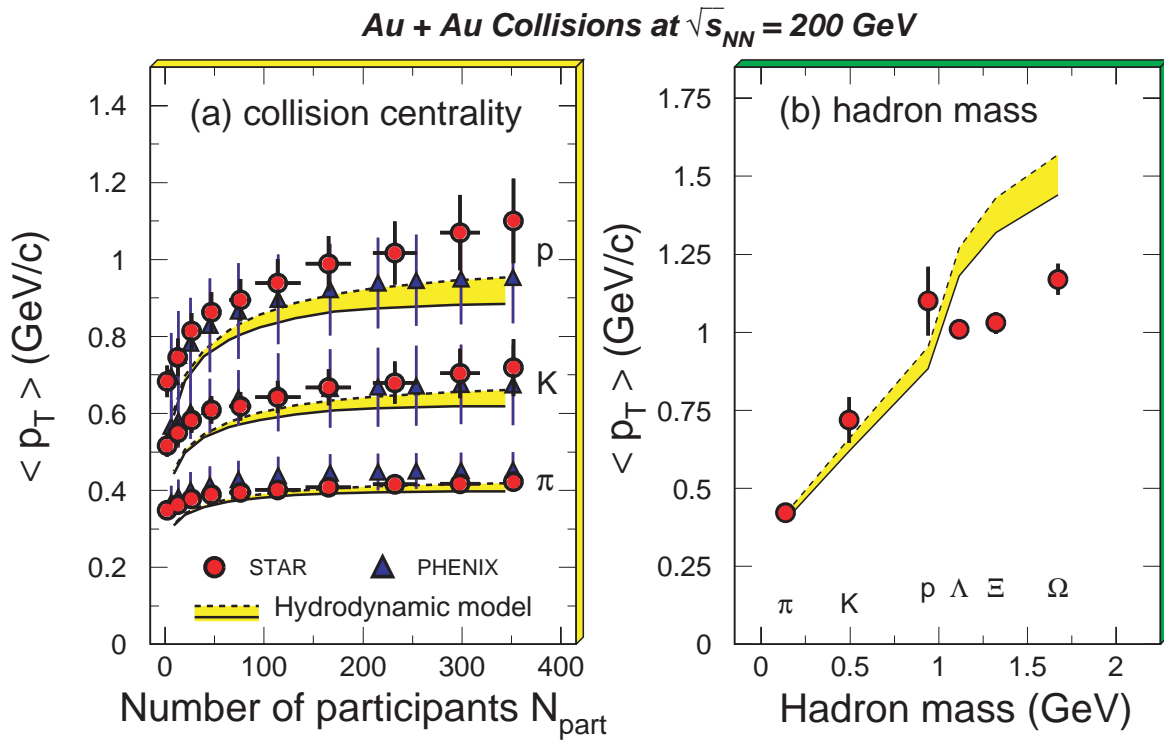 Au + Au Collisions at √s_NN = 200 GeV
(a) collision centrality
1.4
1.2
1
0.8
0.6
0.4
0.2
0
< p_T > (GeV/c)
p
K
π
STAR
PHENIX
Hydrodynamic model
0 100 200 300 400
Number of participants N_part
(b) hadron mass
1.75
1.5
1.25
1
0.75
0.5
0.25
0
< p_T > (GeV/c)
π K p Λ Ξ Ω
0 0.5 1 1.5 2
Hadron mass (GeV)